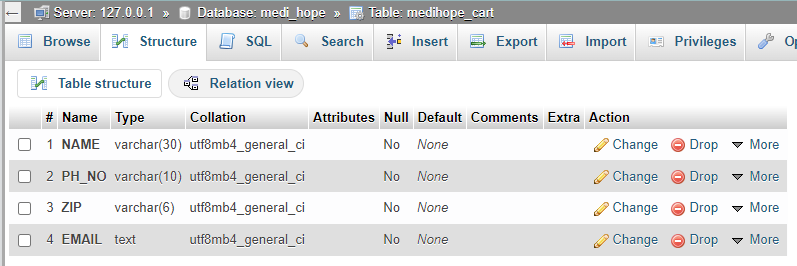 ← Server: 127.0.0.1 » Database: medi_hope » Table: medihope_cart
Browse Structure SQL Search Insert Export Import Privileges Op
Table structure Relation view
# Name Type Collation Attributes Null Default Comments Extra Action
1 NAME varchar(30) utf8mb4_general_ci No None Change Drop More
2 PH_NO varchar(10) utf8mb4_general_ci No None Change Drop More
3 ZIP varchar(6) utf8mb4_general_ci No None Change Drop More
4 EMAIL text utf8mb4_general_ci No None Change Drop More